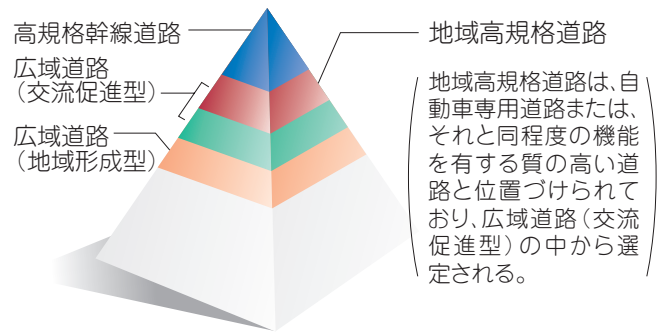 高規格幹線道路
広域道路
（交流促進型）
広域道路
（地域形成型）
地域高規格道路
地域高規格道路は、自
動車専用道路または、
それと同程度の機能
を有する質の高い道
路と位置づけられて
おり、広域道路（交流
促進型）の中から選
定される。